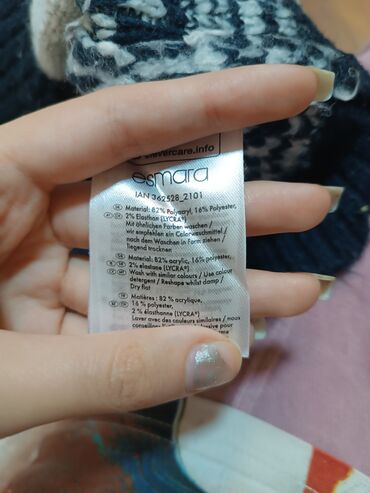 clevercare.info
esmara
IAN 362528_2101
Material: 82% Polyacryl, 16% Polyester,
2% Elasthan (LYCRA®)
Mit ähnlichen Farben waschen /
wir empfehlen ein Colorwaschmittel /
nach dem Waschen in Form ziehen /
Liegend trocknen
Material: 82% acrylic, 16% polyester,
2% elastane (LYCRA®)
Wash with similar colours / Use colour
detergent / Reshape whilst damp /
Dry flat
Matières : 82 % acrylique,
16 % polyester,
2 % élasthanne (LYCRA®)
Laver avec des couleurs similaires /